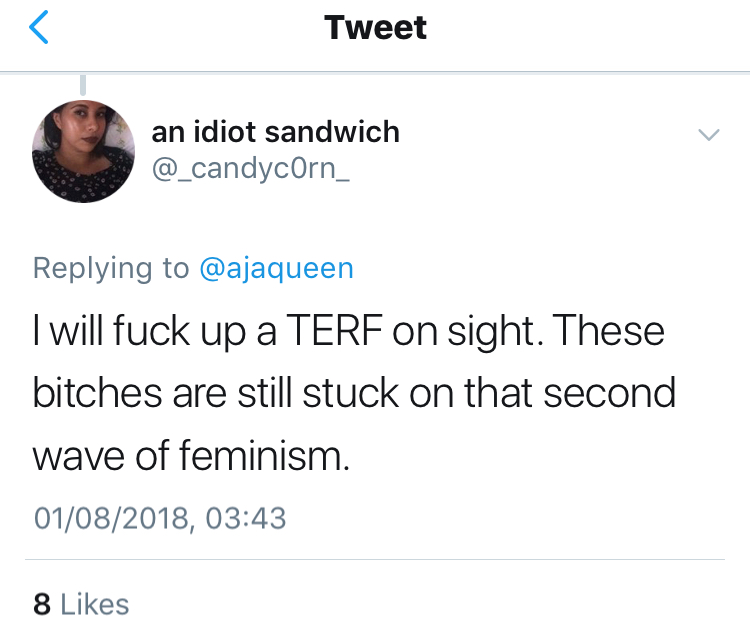 Tweet
an idiot sandwich
@_candyc0rn_
Replying to @ajaqueen
I will fuck up a TERF on sight. These
bitches are still stuck on that second
wave of feminism.
01/08/2018, 03:43
8 Likes